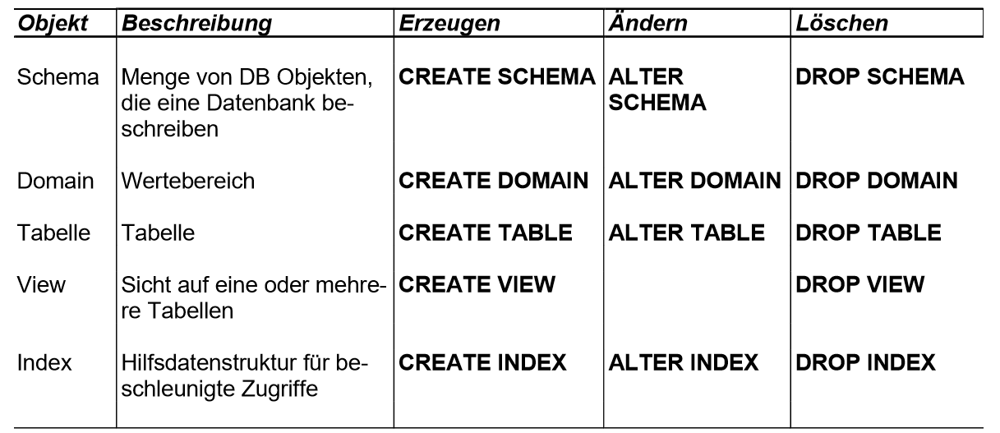 Objekt Beschreibung Erzeugen Ändern Löschen
Schema Menge von DB Objekten, CREATE SCHEMA ALTER DROP SCHEMA
die eine Datenbank be- SCHEMA
schreiben
Domain Wertebereich CREATE DOMAIN ALTER DOMAIN DROP DOMAIN
Tabelle Tabelle CREATE TABLE ALTER TABLE DROP TABLE
View Sicht auf eine oder mehre- CREATE VIEW DROP VIEW
re Tabellen
Index Hilfsdatenstruktur für be- CREATE INDEX ALTER INDEX DROP INDEX
schleunigte Zugriffe